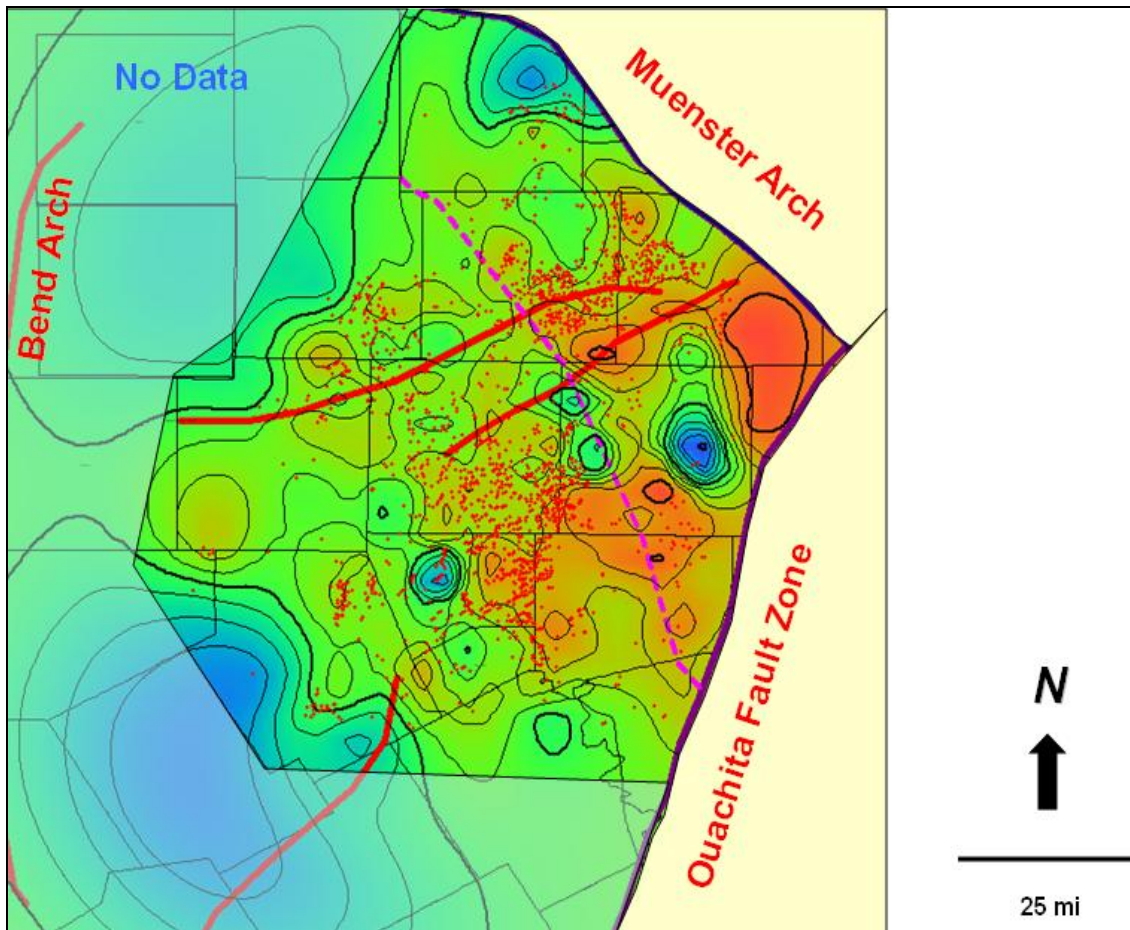 No Data
Muenster Arch
Bend Arch
Ouachita Fault Zone
N
25 mi